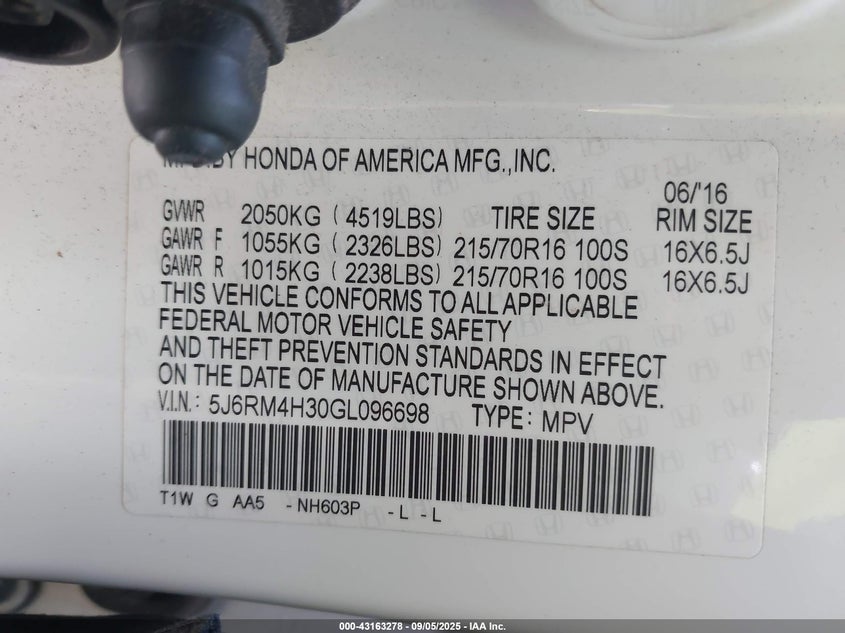 BY HONDA OF AMERICA MFG.,INC.
06/'16
GVWR 2050KG (4519LBS) TIRE SIZE RIM SIZE
GAWR F 1055KG (2326LBS) 215/70R16 100S 16X6.5J
GAWR R 1015KG (2238LBS) 215/70R16 100S 16X6.5J
THIS VEHICLE CONFORMS TO ALL APPLICABLE
FEDERAL MOTOR VEHICLE SAFETY
AND THEFT PREVENTION STANDARDS IN EFFECT
ON THE DATE OF MANUFACTURE SHOWN ABOVE.
V.I.N.: 5J6RM4H30GL096698 TYPE: MPV
T1W G AA5 -NH603P -L -L
000-43163278 - 09/05/2025 - IAA Inc.